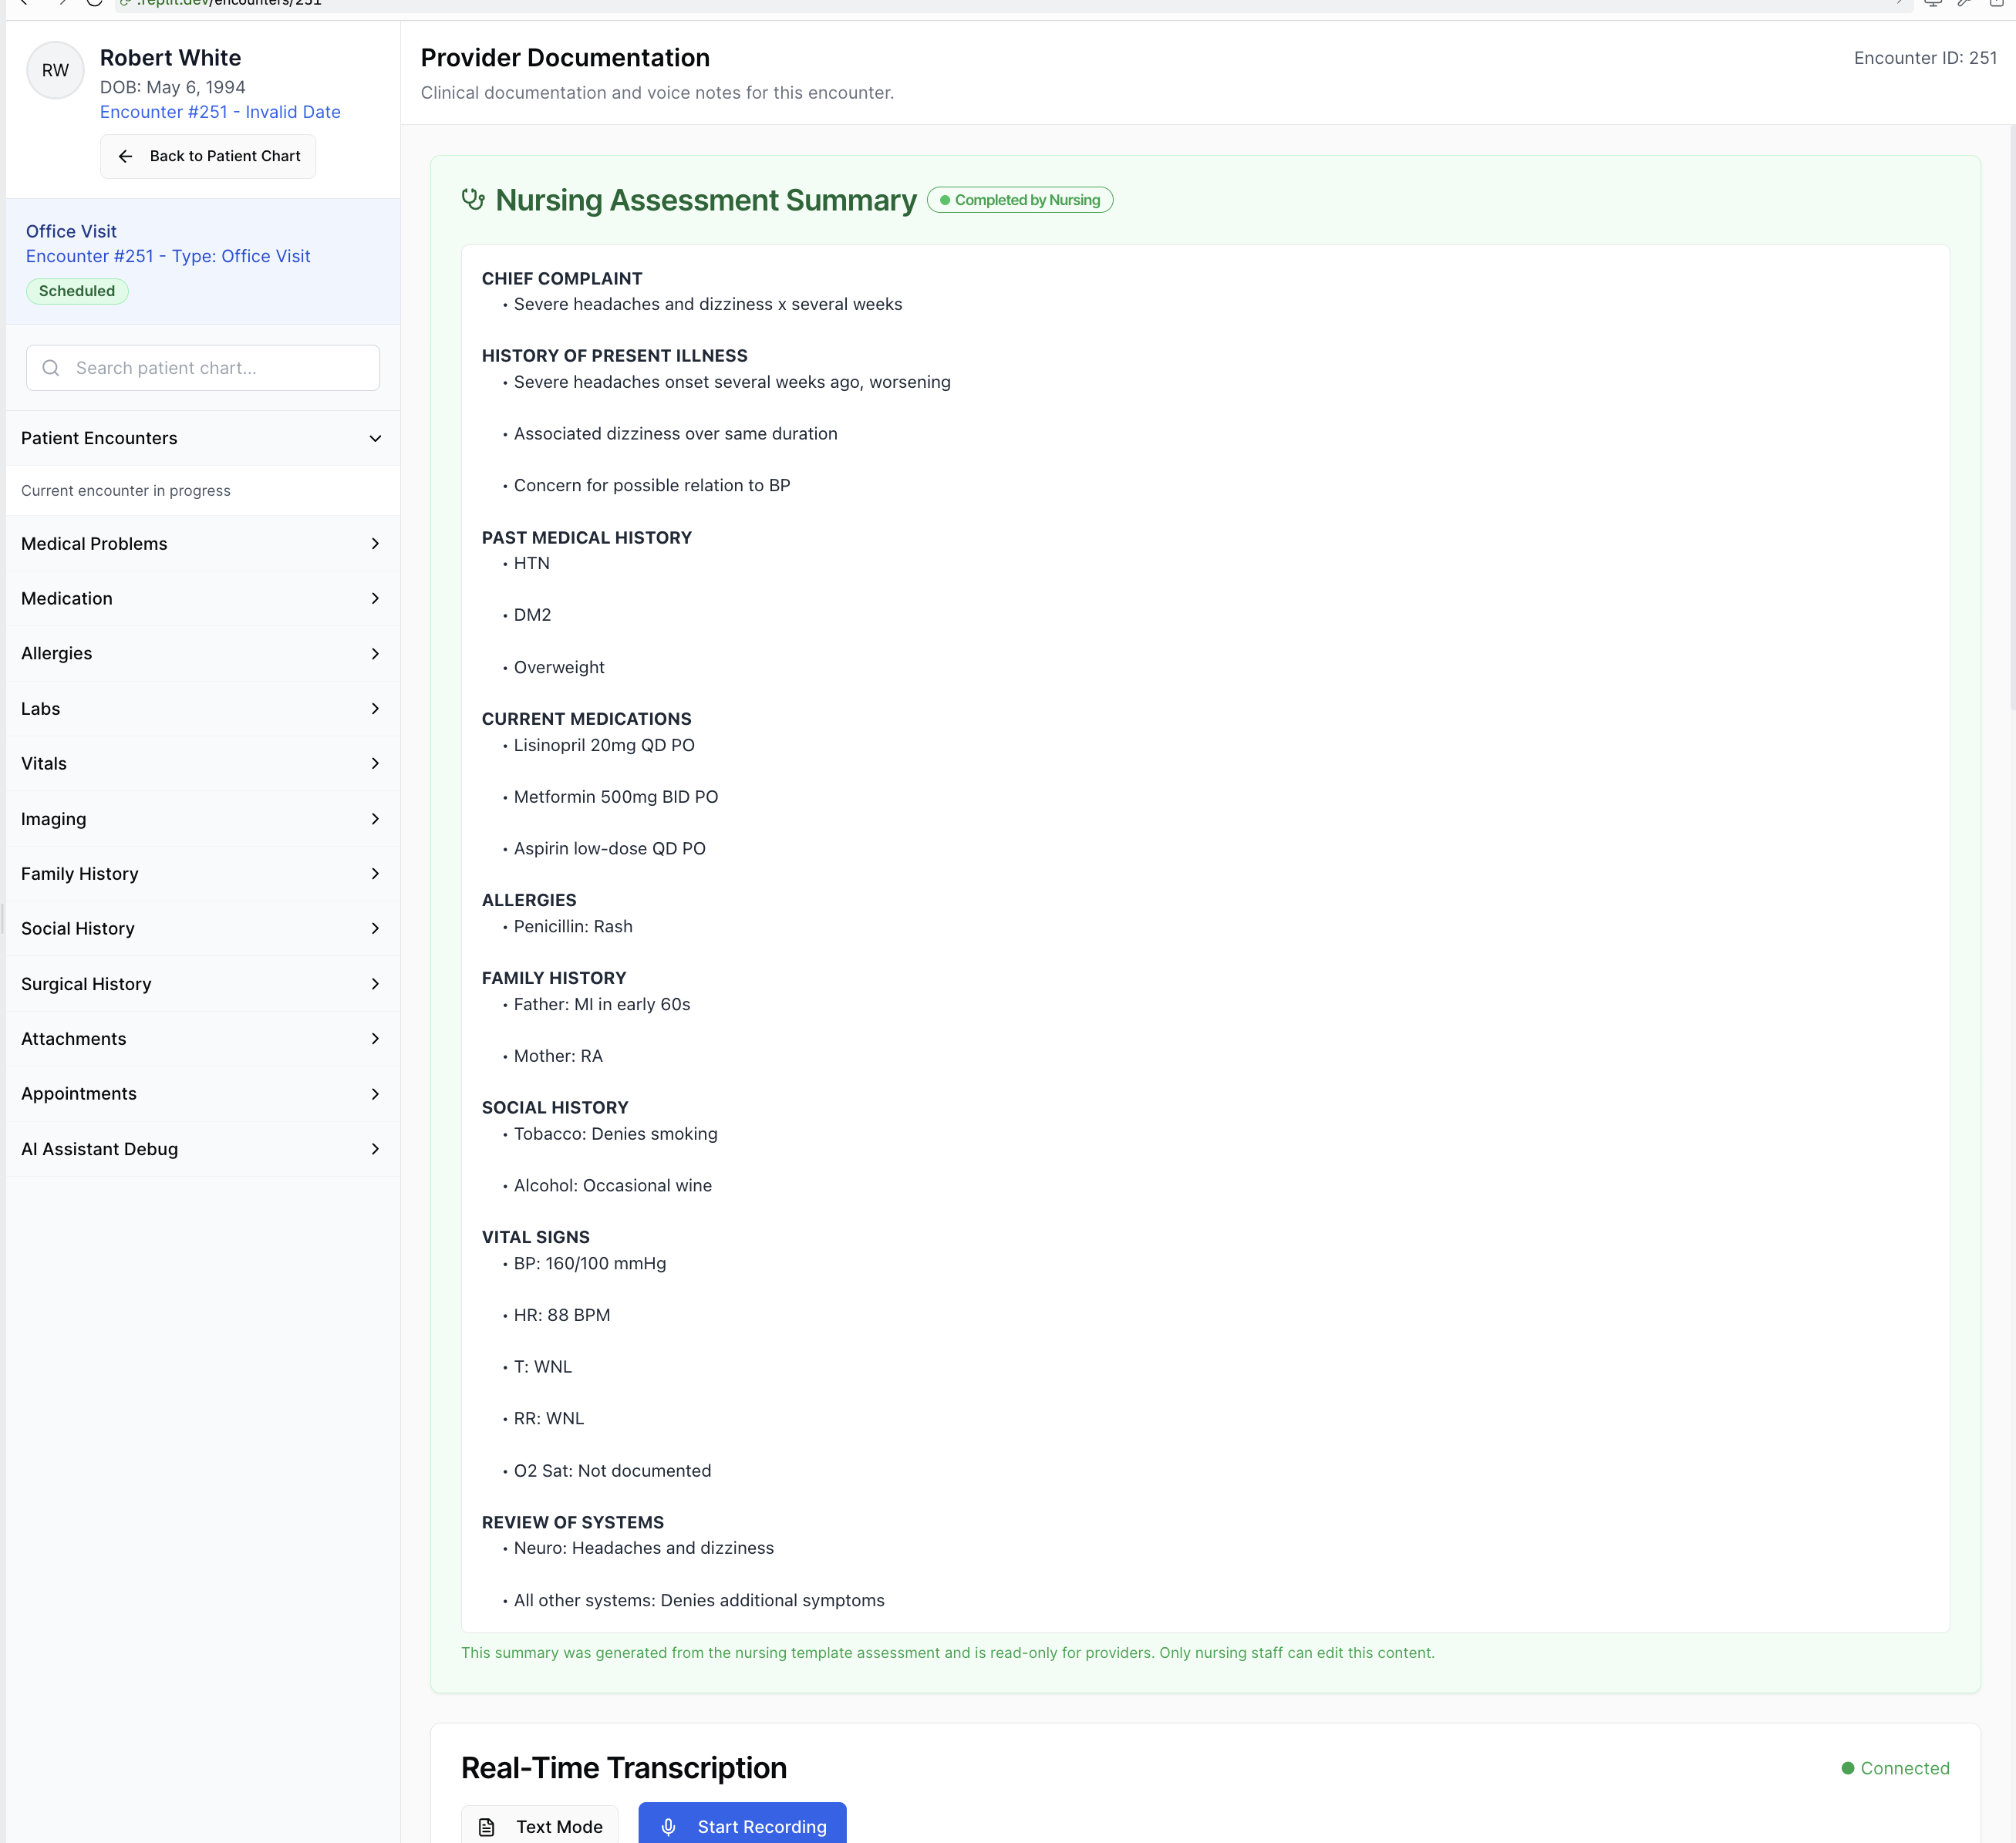 .replit.dev/encounters/251
RW
Robert White
DOB: May 6, 1994
Encounter #251 - Invalid Date
Back to Patient Chart
Office Visit
Encounter #251 - Type: Office Visit
Scheduled
Search patient chart...
Patient Encounters
Current encounter in progress
Medical Problems
Medication
Allergies
Labs
Vitals
Imaging
Family History
Social History
Surgical History
Attachments
Appointments
AI Assistant Debug
Provider Documentation
Encounter ID: 251
Clinical documentation and voice notes for this encounter.
Nursing Assessment Summary
Completed by Nursing
CHIEF COMPLAINT
• Severe headaches and dizziness x several weeks
HISTORY OF PRESENT ILLNESS
• Severe headaches onset several weeks ago, worsening
• Associated dizziness over same duration
• Concern for possible relation to BP
PAST MEDICAL HISTORY
• HTN
• DM2
• Overweight
CURRENT MEDICATIONS
• Lisinopril 20mg QD PO
• Metformin 500mg BID PO
• Aspirin low-dose QD PO
ALLERGIES
• Penicillin: Rash
FAMILY HISTORY
• Father: MI in early 60s
• Mother: RA
SOCIAL HISTORY
• Tobacco: Denies smoking
• Alcohol: Occasional wine
VITAL SIGNS
• BP: 160/100 mmHg
• HR: 88 BPM
• T: WNL
• RR: WNL
• O2 Sat: Not documented
REVIEW OF SYSTEMS
• Neuro: Headaches and dizziness
• All other systems: Denies additional symptoms
This summary was generated from the nursing template assessment and is read-only for providers. Only nursing staff can edit this content.
Real-Time Transcription
Connected
Text Mode
Start Recording